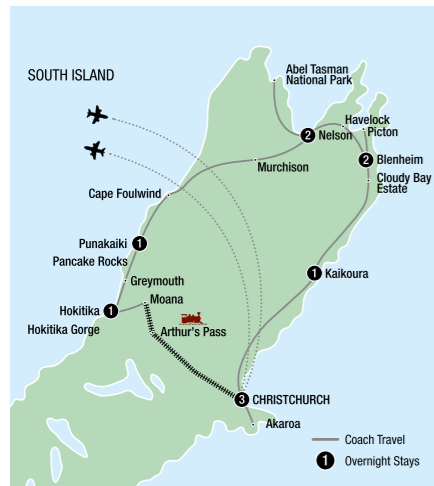 SOUTH ISLAND
Abel Tasman
National Park
Havelock
Picton
2 Nelson
2 Blenheim
Murchison
Cloudy Bay
Estate
Cape Foulwind
Punakaiki 1
Pancake Rocks
1 Kaikoura
Greymouth
Moana
Hokitika 1
Hokitika Gorge
Arthur's Pass
3 CHRISTCHURCH
Akaroa
Coach Travel
1 Overnight Stays